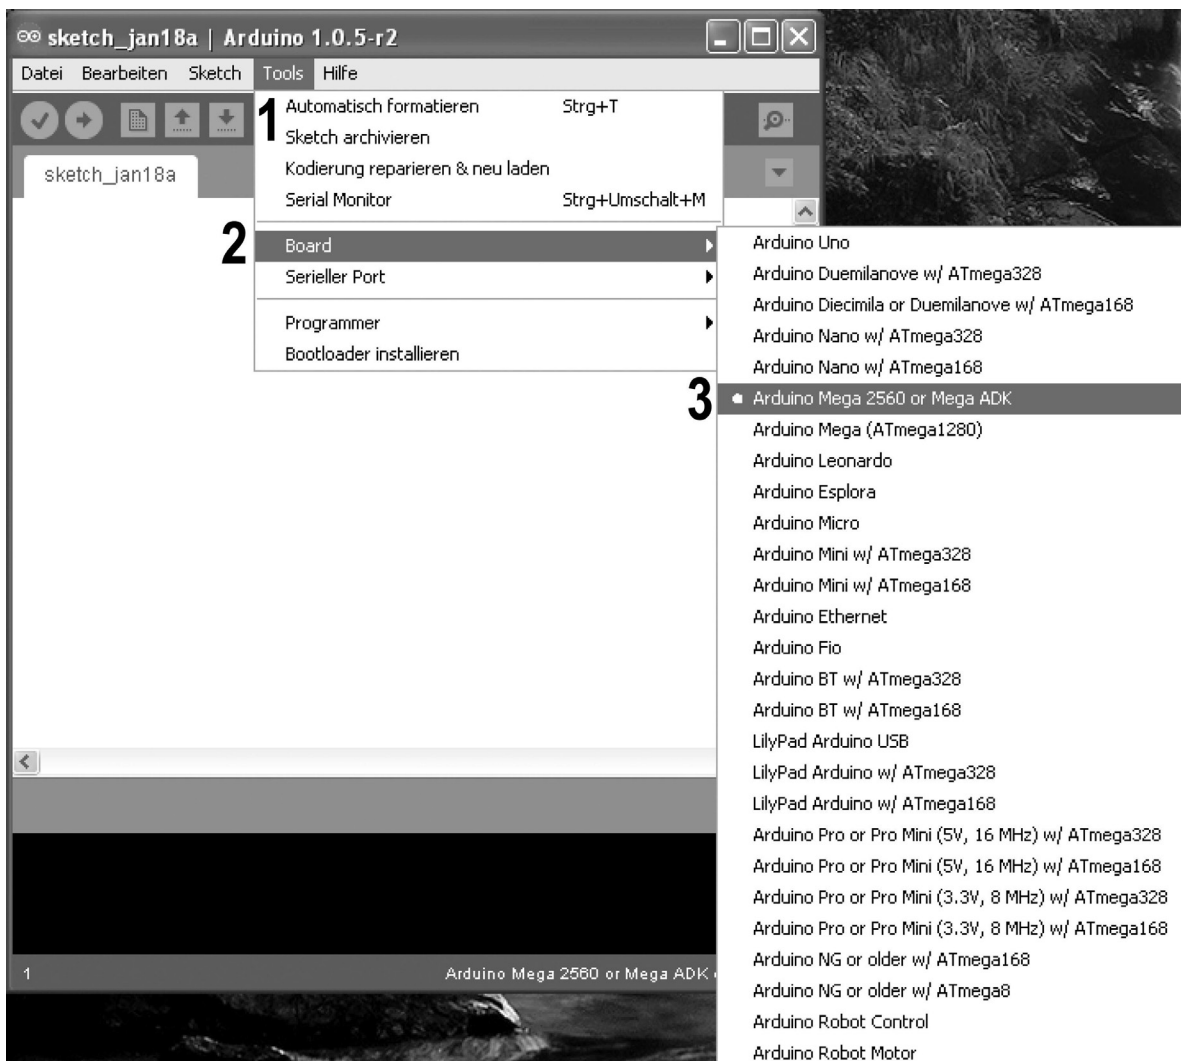 sketch_jan18a | Arduino 1.0.5-r2
Datei Bearbeiten Sketch Tools Hilfe
1
Automatisch formatieren Strg+T
Sketch archivieren
Kodierung reparieren & neu laden
Serial Monitor Strg+Umschalt+M
sketch_jan18a
2
Board
Serieller Port
Programmer
Bootloader installieren
3
Arduino Uno
Arduino Duemilanove w/ ATmega328
Arduino Diecimila or Duemilanove w/ ATmega168
Arduino Nano w/ ATmega328
Arduino Nano w/ ATmega168
Arduino Mega 2560 or Mega ADK
Arduino Mega (ATmega1280)
Arduino Leonardo
Arduino Esplora
Arduino Micro
Arduino Mini w/ ATmega328
Arduino Mini w/ ATmega168
Arduino Ethernet
Arduino Fio
Arduino BT w/ ATmega328
Arduino BT w/ ATmega168
LilyPad Arduino USB
LilyPad Arduino w/ ATmega328
LilyPad Arduino w/ ATmega168
Arduino Pro or Pro Mini (5V, 16 MHz) w/ ATmega328
Arduino Pro or Pro Mini (5V, 16 MHz) w/ ATmega168
Arduino Pro or Pro Mini (3.3V, 8 MHz) w/ ATmega328
Arduino Pro or Pro Mini (3.3V, 8 MHz) w/ ATmega168
Arduino NG or older w/ ATmega168
Arduino NG or older w/ ATmega8
Arduino Robot Control
Arduino Robot Motor
1 Arduino Mega 2560 or Mega ADK